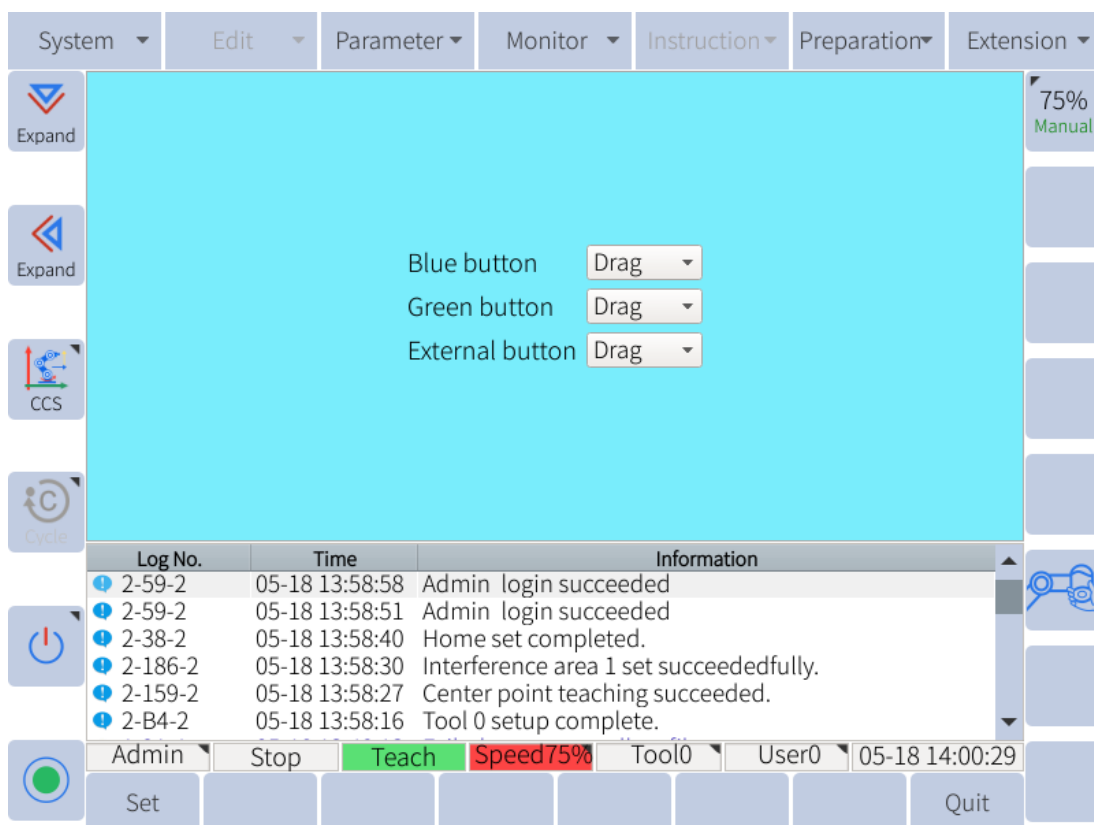 System Edit Parameter Monitor Instruction Preparation Extension
Expand
75%
Manual
Expand
Blue button Drag
Green button Drag
External button Drag
CCS
C
Cycle
Log No. Time Information
2-59-2 05-18 13:58:58 Admin login succeeded
2-59-2 05-18 13:58:51 Admin login succeeded
2-38-2 05-18 13:58:40 Home set completed.
2-186-2 05-18 13:58:30 Interference area 1 set succeededfully.
2-159-2 05-18 13:58:27 Center point teaching succeeded.
2-B4-2 05-18 13:58:16 Tool 0 setup complete.
Admin Stop Teach Speed75% Tool0 User0 05-18 14:00:29
Set Quit